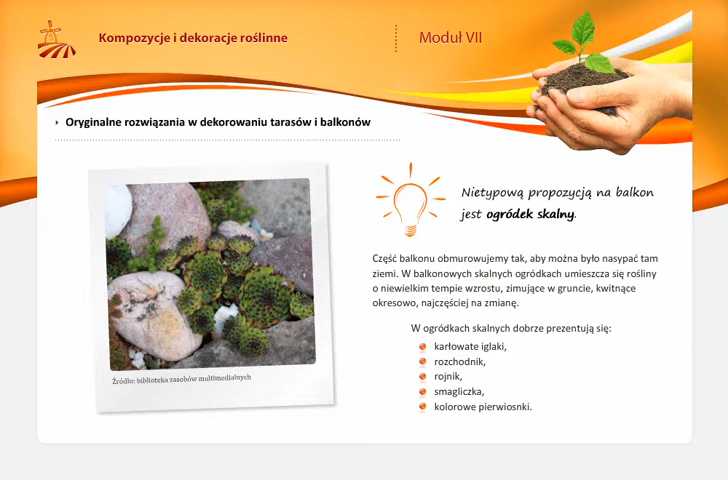 Kompozycje i dekoracje roślinne
Moduł VII
Oryginalne rozwiązania w dekorowaniu tarasów i balkonów
Nietypową propozycją na balkon
jest ogródek skalny.
Część balkonu obmurowujemy tak, aby można było nasypać tam
ziemi. W balkonowych skalnych ogródkach umieszcza się rośliny
o niewielkim tempie wzrostu, zimujące w gruncie, kwitnące
okresowo, najczęściej na zmianę.
W ogródkach skalnych dobrze prezentują się:
karłowate iglaki,
rozchodnik,
rojnik,
smagliczka,
kolorowe pierwiosnki.
Źródło: biblioteka zasobów multimedialnych